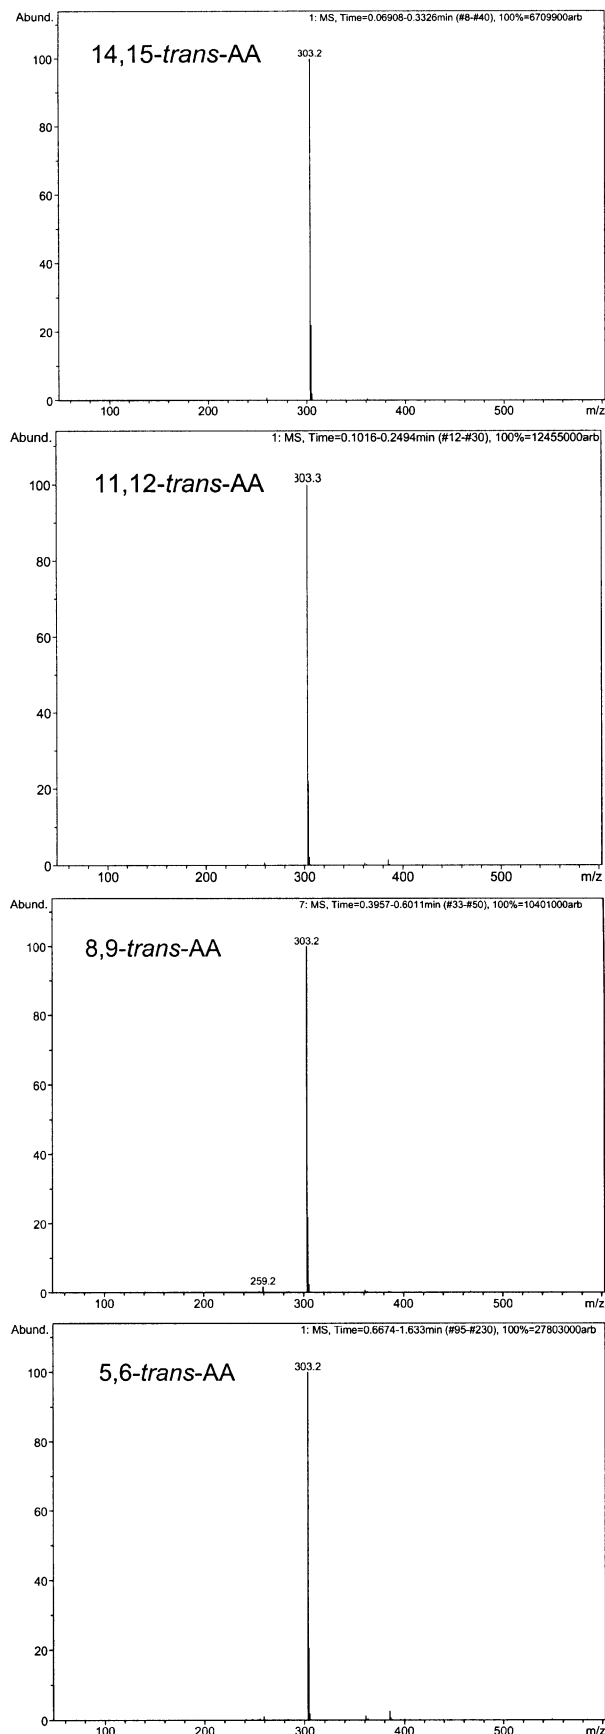 Abund.
1: MS, Time=0.06908-0.3326min (#8-#40), 100%=6709900arb
14,15-trans-AA
303.2
100
80
60
40
20
0
100 200 300 400 500 m/z
Abund.
1: MS, Time=0.1016-0.2494min (#12-#30), 100%=12455000arb
11,12-trans-AA
303.3
100
80
60
40
20
0
100 200 300 400 500 m/z
Abund.
7: MS, Time=0.3957-0.6011min (#33-#50), 100%=10401000arb
8,9-trans-AA
303.2
100
80
60
40
20
259.2
0
100 200 300 400 500 m/z
Abund.
1: MS, Time=0.6674-1.633min (#95-#230), 100%=27803000arb
5,6-trans-AA
303.2
100
80
60
40
20
0
100 200 300 400 500 m/z